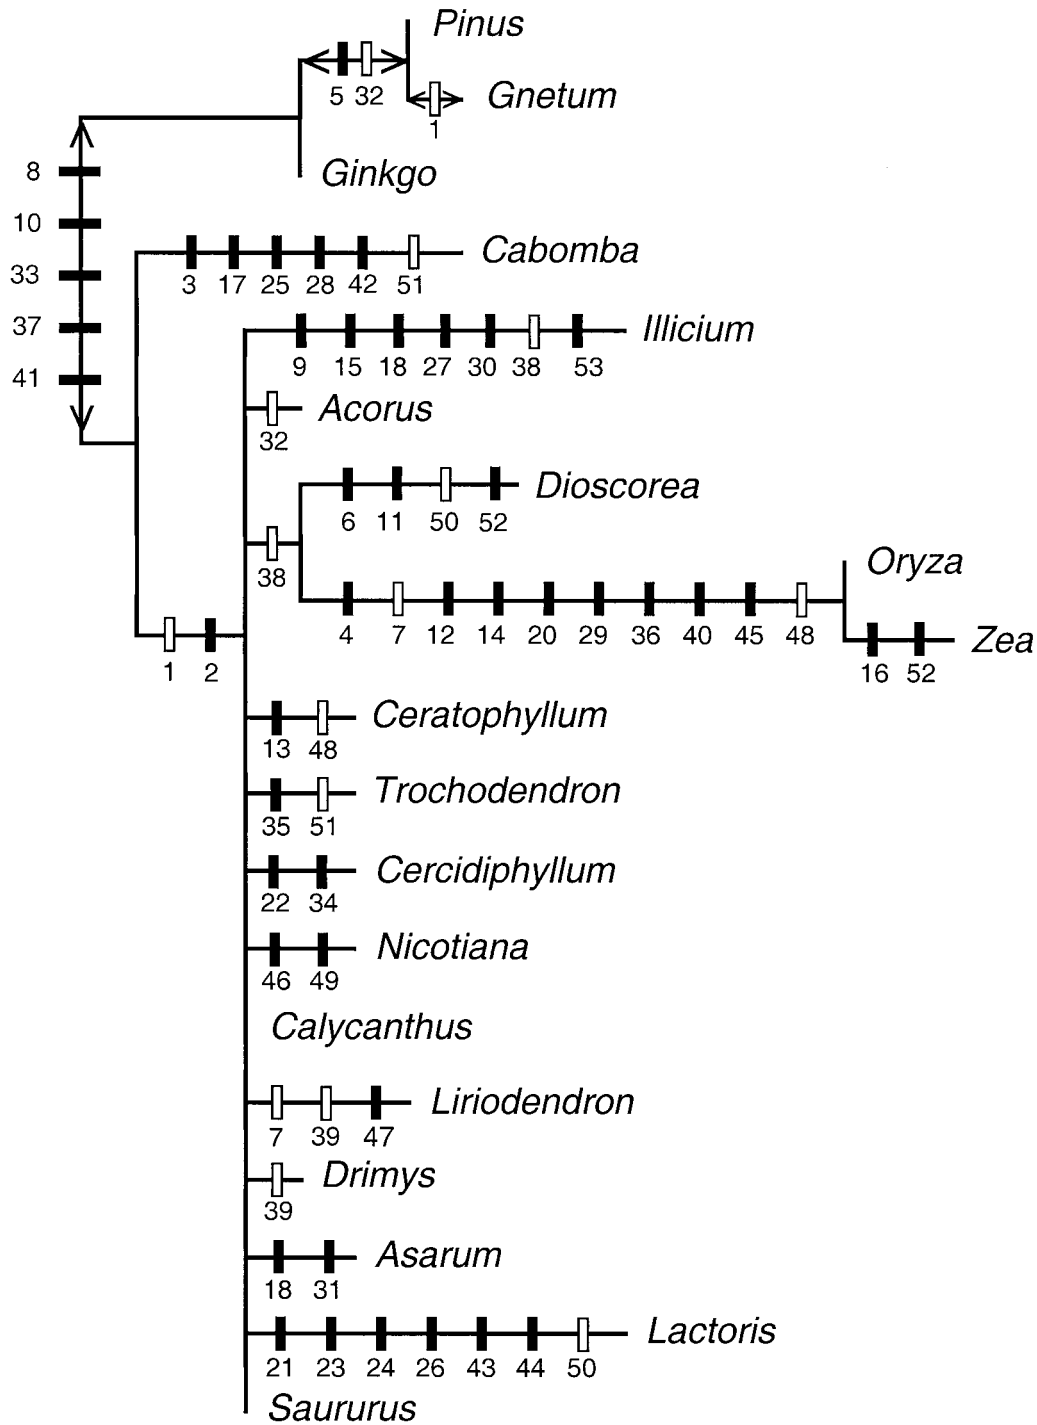 Pinus
5 32
Gnetum
1
8
Ginkgo
10
Cabomba
33
3 17 25 28 42 51
37
Illicium
9 15 18 27 30 38 53
41
Acorus
32
Dioscorea
6 11 50 52
Oryza
38
4 7 12 14 20 29 36 40 45 48
Zea
1 2
16 52
Ceratophyllum
13 48
Trochodendron
35 51
Cercidiphyllum
22 34
Nicotiana
46 49
Calycanthus
Liriodendron
7 39 47
Drimys
39
Asarum
18 31
Lactoris
21 23 24 26 43 44 50
Saururus